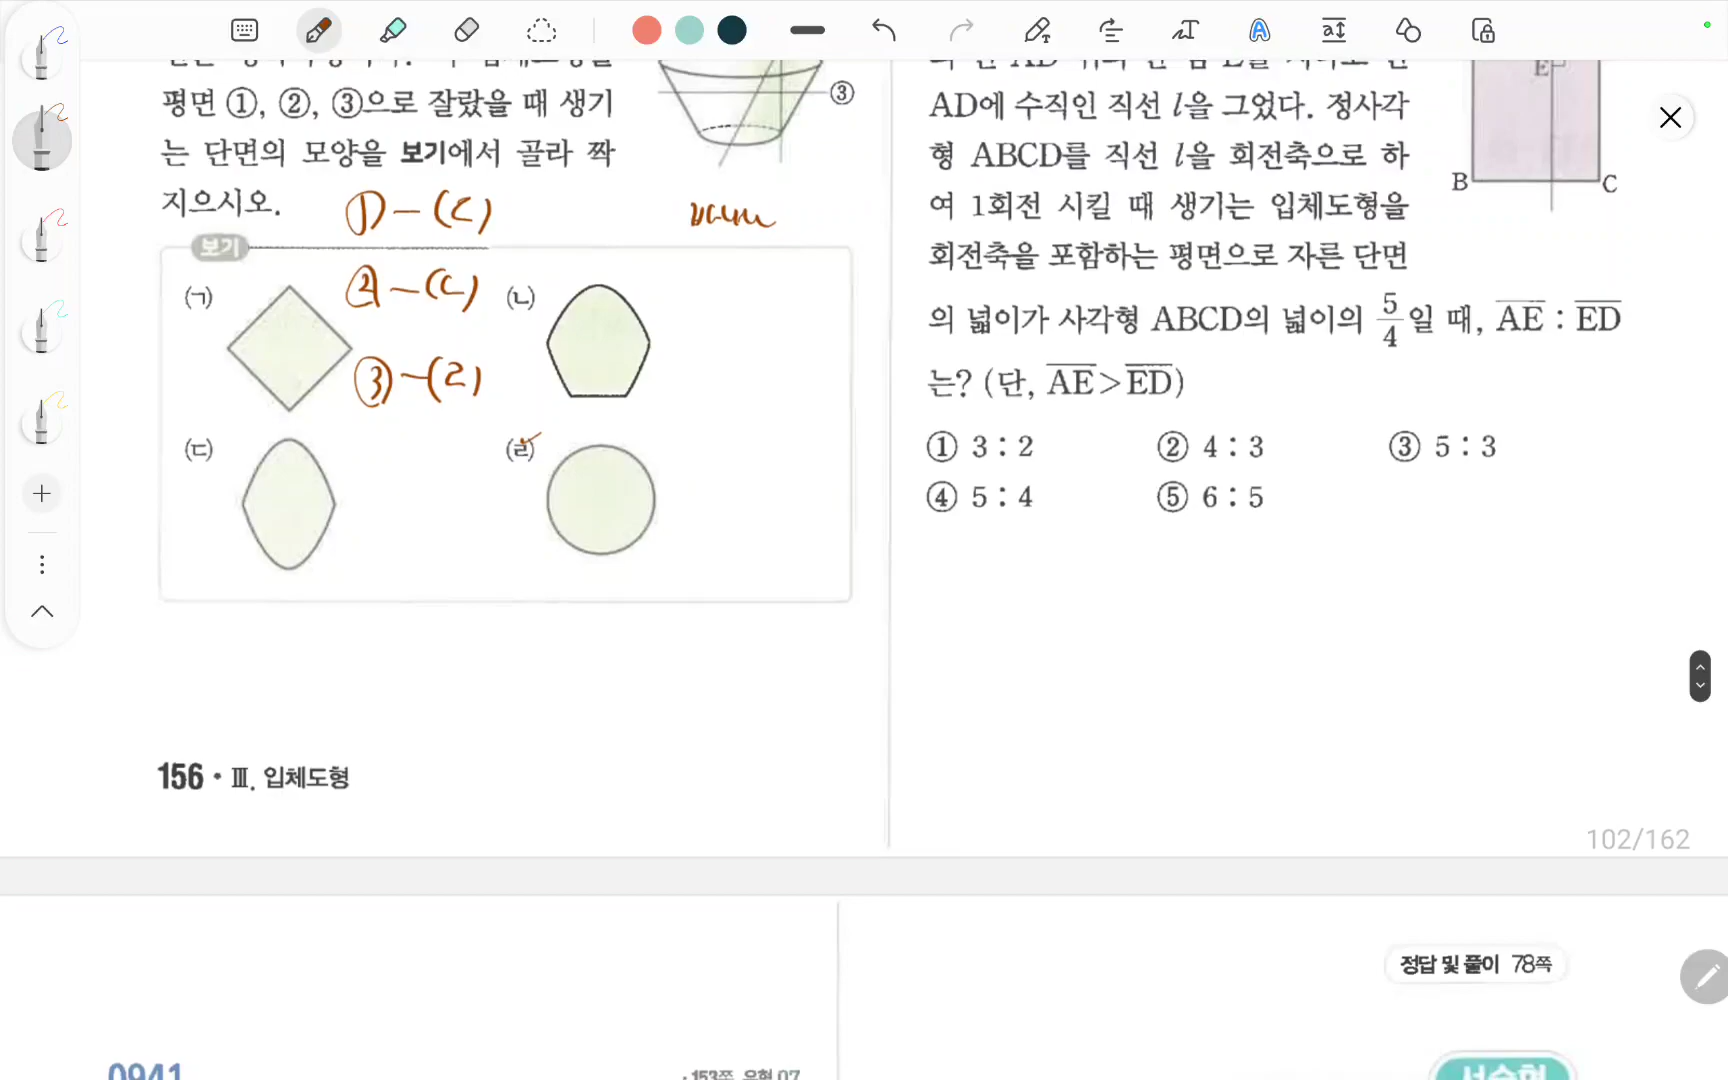 평면 ①, ②, ③으로 잘랐을 때 생기
는 단면의 모양을 보기에서 골라 짝
지으시오.
③
①-(ㄷ)
보기
(ㄱ)
②-(ㄷ)
(ㄴ)
③-(ㄹ)
(ㄷ)
(ㄹ)
156 • Ⅲ. 입체도형
E
AD에 수직인 직선 l을 그었다. 정사각
형 ABCD를 직선 l을 회전축으로 하
B
C
여 1회전 시킬 때 생기는 입체도형을
회전축을 포함하는 평면으로 자른 단면
의 넓이가 사각형 ABCD의 넓이의 5/4일 때, AE : ED
는? (단, AE>ED)
① 3 : 2 ② 4 : 3 ③ 5 : 3
④ 5 : 4 ⑤ 6 : 5
102/162
정답 및 풀이 78쪽
0941
153쪽 유형 07
서술형